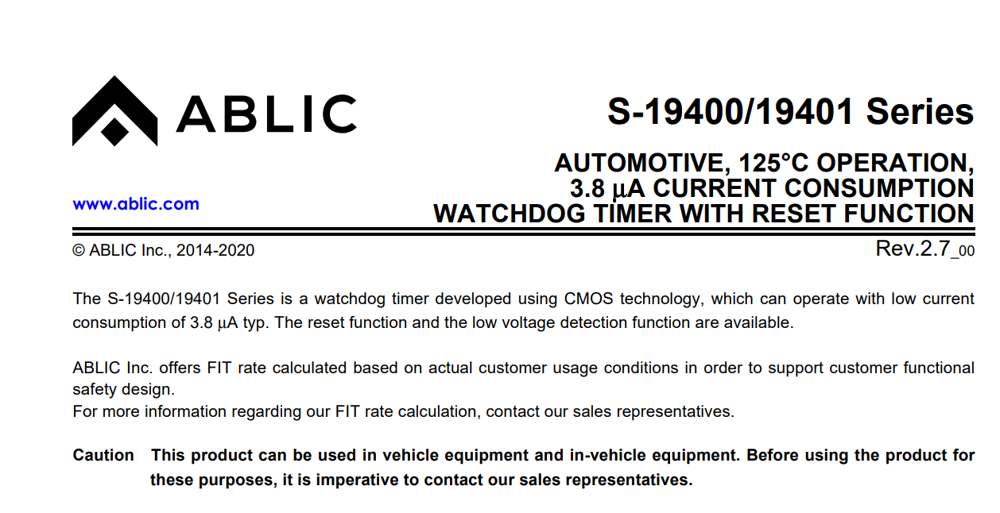 ABLIC
S-19400/19401 Series
AUTOMOTIVE, 125°C OPERATION,
3.8 μA CURRENT CONSUMPTION
www.ablic.com
WATCHDOG TIMER WITH RESET FUNCTION
© ABLIC Inc., 2014-2020
Rev.2.7_00
The S-19400/19401 Series is a watchdog timer developed using CMOS technology, which can operate with low current
consumption of 3.8 μA typ. The reset function and the low voltage detection function are available.
ABLIC Inc. offers FIT rate calculated based on actual customer usage conditions in order to support customer functional
safety design.
For more information regarding our FIT rate calculation, contact our sales representatives.
Caution This product can be used in vehicle equipment and in-vehicle equipment. Before using the product for
these purposes, it is imperative to contact our sales representatives.